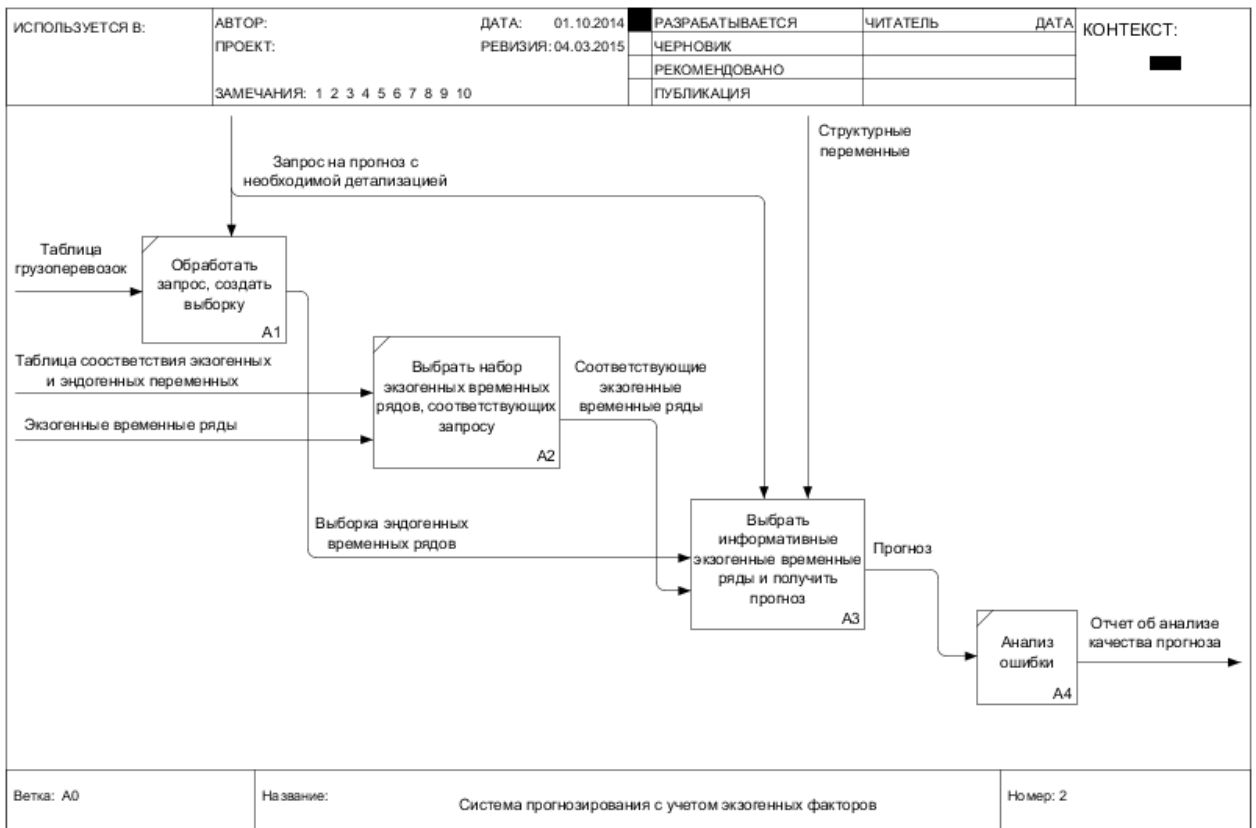 ИСПОЛЬЗУЕТСЯ В:
АВТОР:
ДАТА: 01.10.2014
ПРОЕКТ:
РЕВИЗИЯ: 04.03.2015
ЗАМЕЧАНИЯ: 1 2 3 4 5 6 7 8 9 10
РАЗРАБАТЫВАЕТСЯ
ЧЕРНОВИК
РЕКОМЕНДОВАНО
ПУБЛИКАЦИЯ
ЧИТАТЕЛЬ
ДАТА
КОНТЕКСТ:
Структурные
переменные
Запрос на прогноз с
необходимой детализацией
Таблица
грузоперевозок
Обработать
запрос, создать
выборку
A1
Таблица соостветствия экзогенных
и эндогенных переменных
Экзогенные временные ряды
Выбрать набор
экзогенных временных
рядов, соответствующих
запросу
A2
Соответствующие
экзогенные
временные ряды
Выборка эндогенных
временных рядов
Выбрать
информативные
экзогенные временные
ряды и получить
прогноз
A3
Прогноз
Анализ
ошибки
A4
Отчет об анализе
качества прогноза
Ветка: A0
Название:
Система прогнозирования с учетом экзогенных факторов
Номер: 2